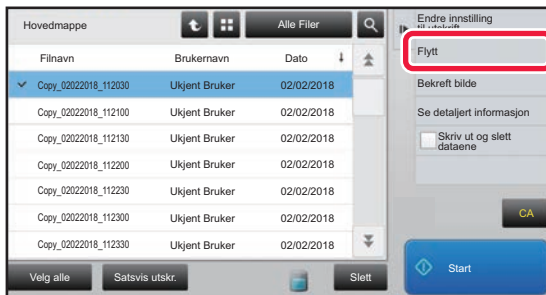 Hovedmappe
Alle Filer
Filnavn Brukernavn Dato
Copy_02022018_112030 Ukjent Bruker 02/02/2018
Copy_02022018_112100 Ukjent Bruker 02/02/2018
Copy_02022018_112130 Ukjent Bruker 02/02/2018
Copy_02022018_112200 Ukjent Bruker 02/02/2018
Copy_02022018_112230 Ukjent Bruker 02/02/2018
Copy_02022018_112300 Ukjent Bruker 02/02/2018
Copy_02022018_112330 Ukjent Bruker 02/02/2018
Velg alle
Satsvis utskr.
Slett
Endre innstilling
til utskrift
Flytt
Bekreft bilde
Se detaljert informasjon
Skriv ut og slett
dataene
CA
Start